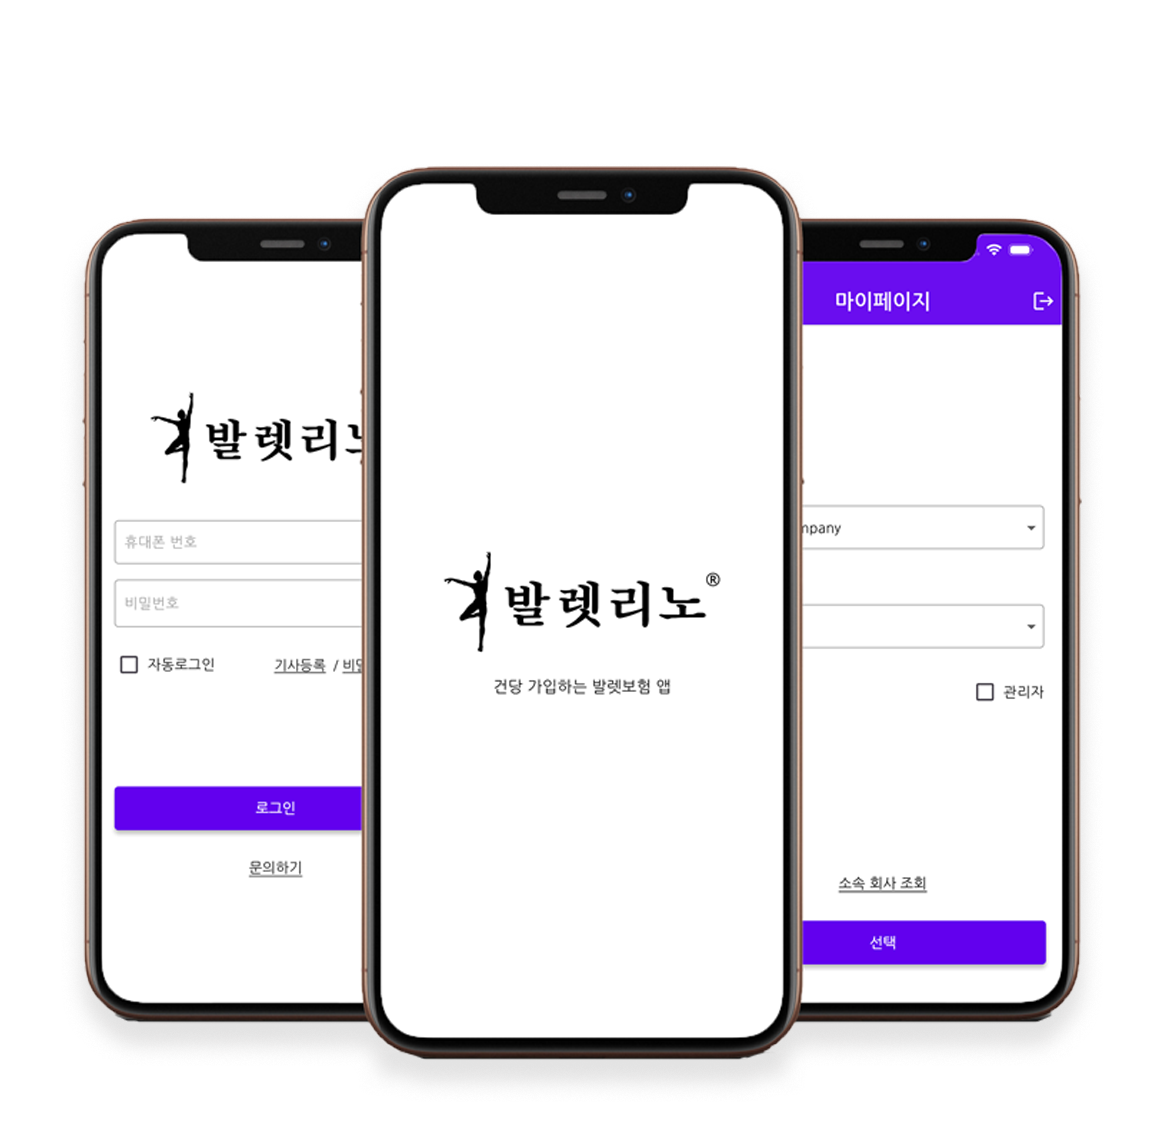 발렛리노
휴대폰 번호
비밀번호
자동로그인
기사등록 / 비밀
로그인
문의하기
발렛리노®
건당 가입하는 발렛보험 앱
마이페이지
mpany
관리자
소속 회사 조회
선택